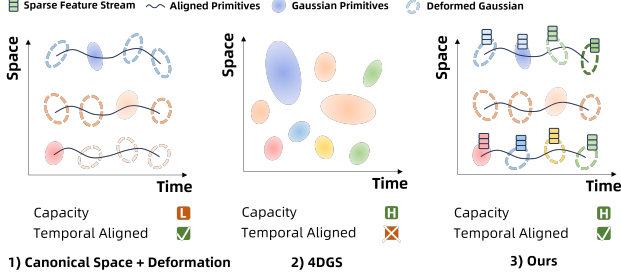 Sparse Feature Stream Aligned Primitives Gaussian Primitives Deformed Gaussian
Space
Time
Capacity L
Temporal Aligned
1) Canonical Space + Deformation
Space
Time
Capacity H
Temporal Aligned
2) 4DGS
Space
Time
Capacity H
Temporal Aligned
3) Ours